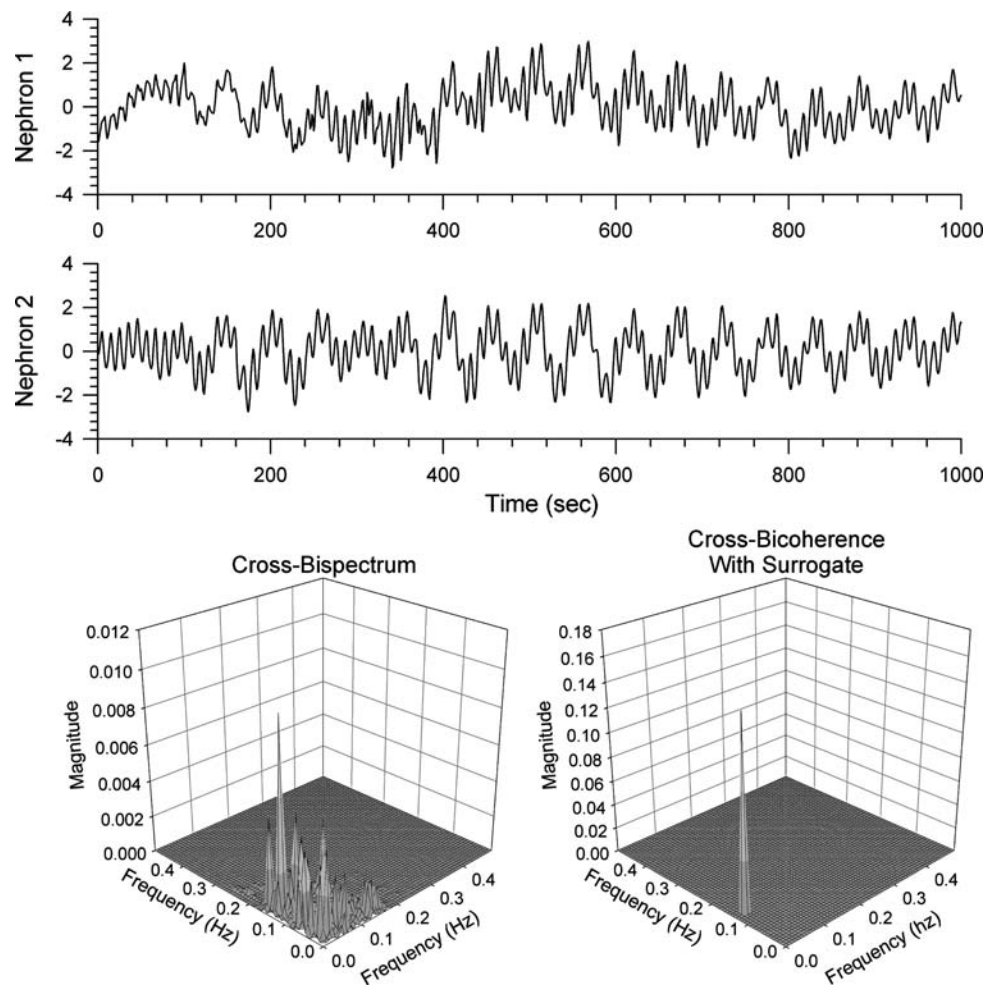 4
2
0
-2
-4
Nephron 1
0 200 400 600 800 1000
4
2
0
-2
-4
Nephron 2
0 200 400 600 800 1000
Time (sec)
Cross-Bispectrum
0.012
0.010
0.008
0.006
0.004
0.002
0.000
Magnitude
0.4 0.3 0.2 0.1 0.0
Frequency (Hz)
0.0 0.1 0.2 0.3 0.4
Frequency (Hz)
Cross-Bicoherence
With Surrogate
0.18
0.16
0.14
0.12
0.10
0.08
0.06
0.04
0.02
0.00
Magnitude
0.4 0.3 0.2 0.1 0.0
Frequency (Hz)
0.0 0.1 0.2 0.3 0.4
Frequency (hz)